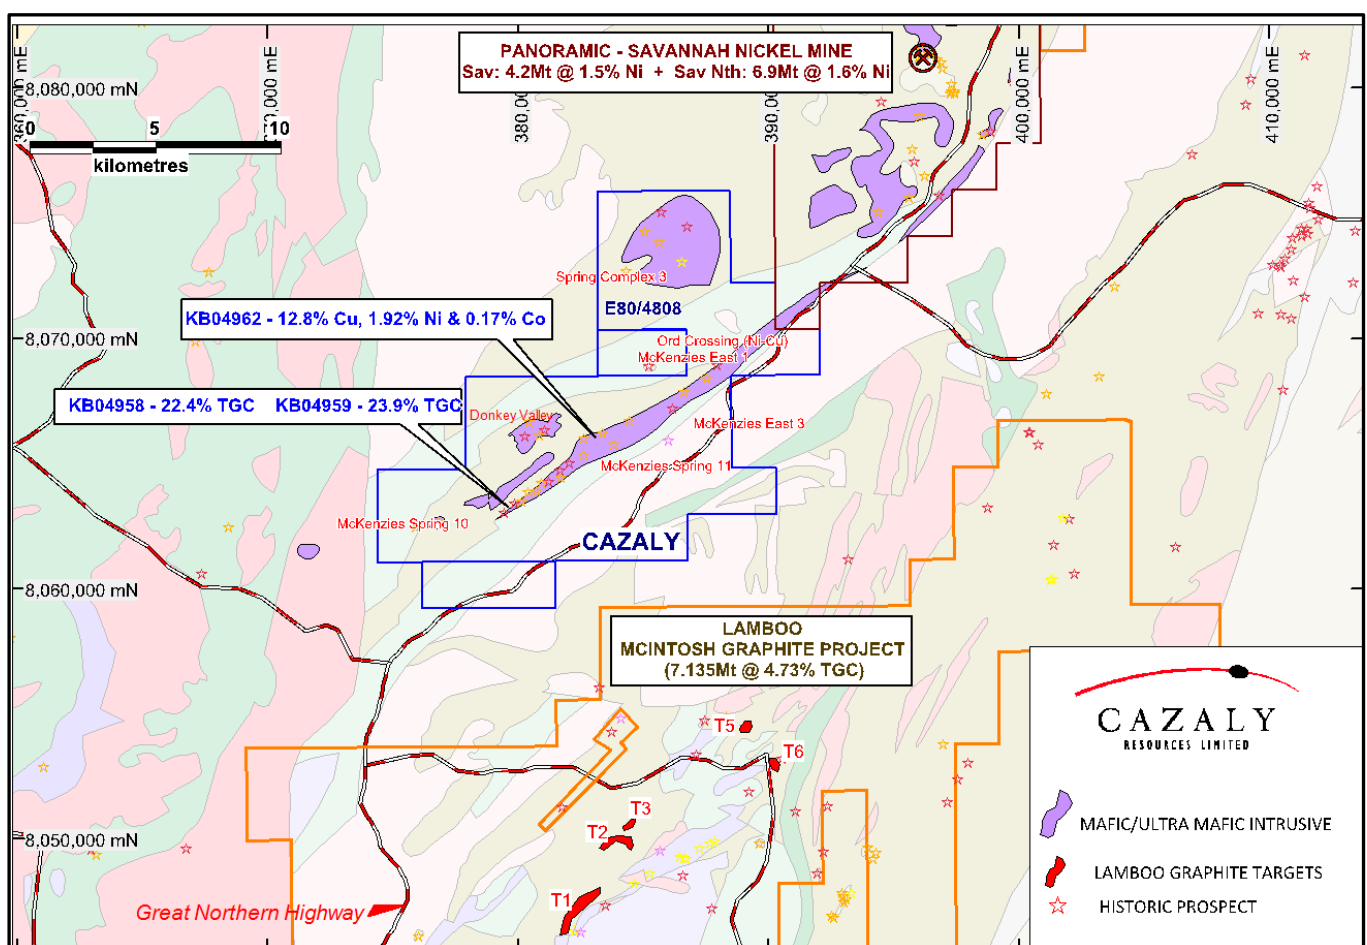 PANORAMIC - SAVANNAH NICKEL MINE
Sav: 4.2Mt @ 1.5% Ni + Sav Nth: 6.9Mt @ 1.6% Ni
8,080,000 mN
380,
390,
400,000 mE
410,000 mE
0 5 10
kilometres
Spring Complex 3
E80/4808
KB04962 - 12.8% Cu, 1.92% Ni & 0.17% Co
8,070,000 mN
Ord Crossing (Ni-Cu)
McKenzies East 1
KB04958 - 22.4% TGC KB04959 - 23.9% TGC
Donkey Valley
McKenzies East 3
McKenzies Spring 11
McKenzies Spring 10
CAZALY
8,060,000 mN
LAMBOO
MCINTOSH GRAPHITE PROJECT
(7.135Mt @ 4.73% TGC)
CAZALY
RESOURCES LIMITED
T5
T6
T3
T2
T1
8,050,000 mN
MAFIC/ULTRA MAFIC INTRUSIVE
LAMBOO GRAPHITE TARGETS
HISTORIC PROSPECT
Great Northern Highway